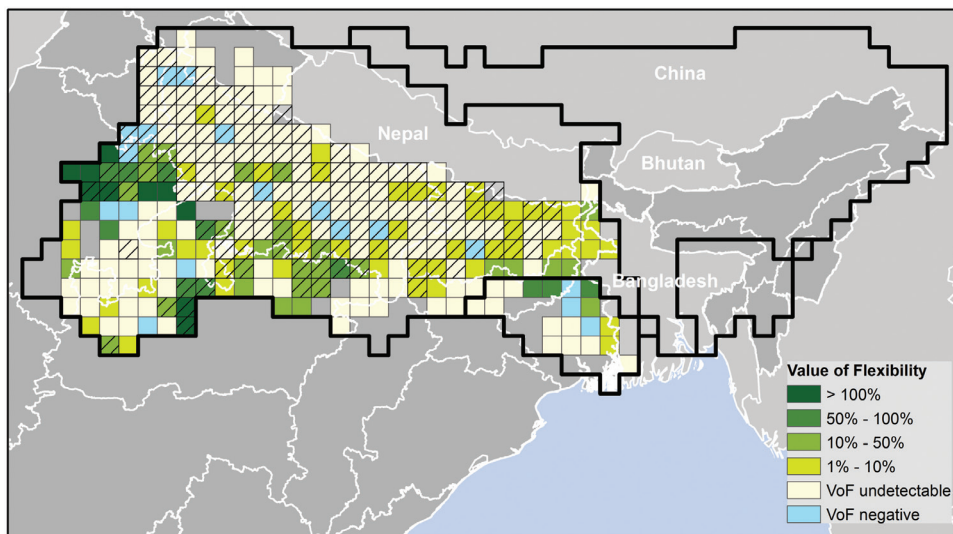 China
Nepal
Bhutan
Bangladesh
Value of Flexibility
> 100%
50% - 100%
10% - 50%
1% - 10%
VoF undetectable
VoF negative